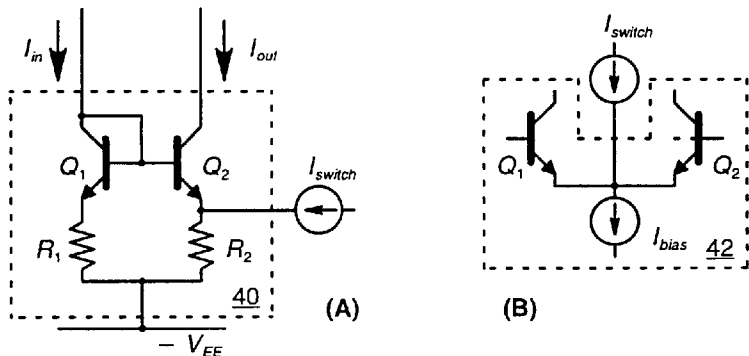 I_in
I_out
Q_1
Q_2
I_switch
R_1
R_2
40
(A)
− V_EE
I_switch
Q_1
Q_2
I_bias
42
(B)